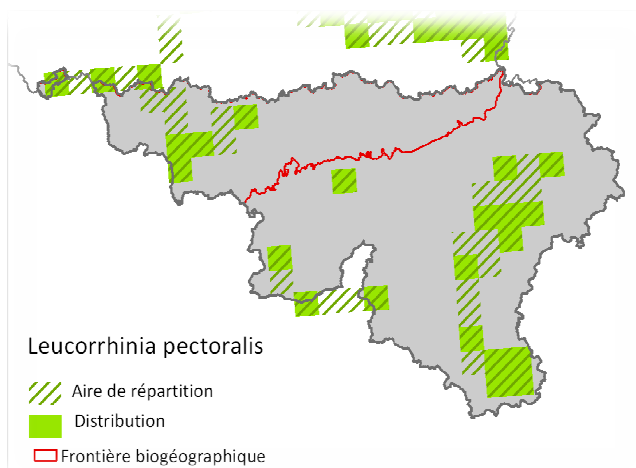 Leucorrhinia pectoralis
Aire de répartition
Distribution
Frontière biogéographique